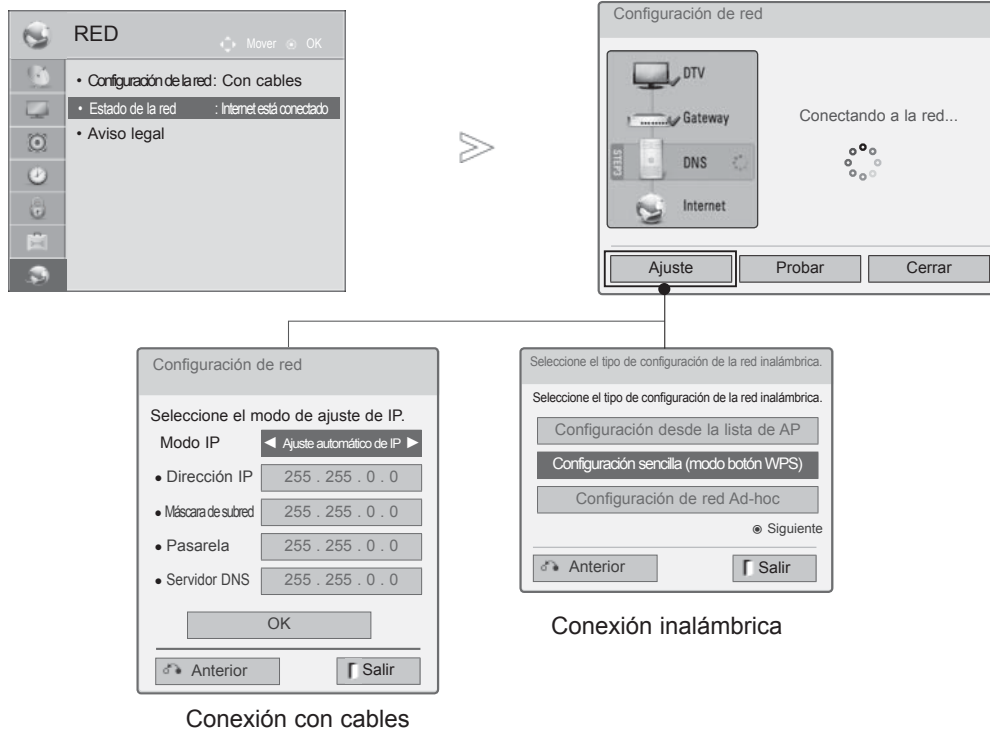 RED
Mover OK
• Configuración de la red : Con cables
• Estado de la red : Internet está conectado
• Aviso legal
Configuración de red
DTV
Gateway
STEP3
DNS
Internet
Conectando a la red...
Ajuste
Probar
Cerrar
Configuración de red
Seleccione el modo de ajuste de IP.
Modo IP ◀ Ajuste automático de IP ▶
• Dirección IP 255 . 255 . 0 . 0
• Máscara de subred 255 . 255 . 0 . 0
• Pasarela 255 . 255 . 0 . 0
• Servidor DNS 255 . 255 . 0 . 0
OK
Anterior
Salir
Conexión con cables
Seleccione el tipo de configuración de la red inalámbrica.
Seleccione el tipo de configuración de la red inalámbrica.
Configuración desde la lista de AP
Configuración sencilla (modo botón WPS)
Configuración de red Ad-hoc
Siguiente
Anterior
Salir
Conexión inalámbrica